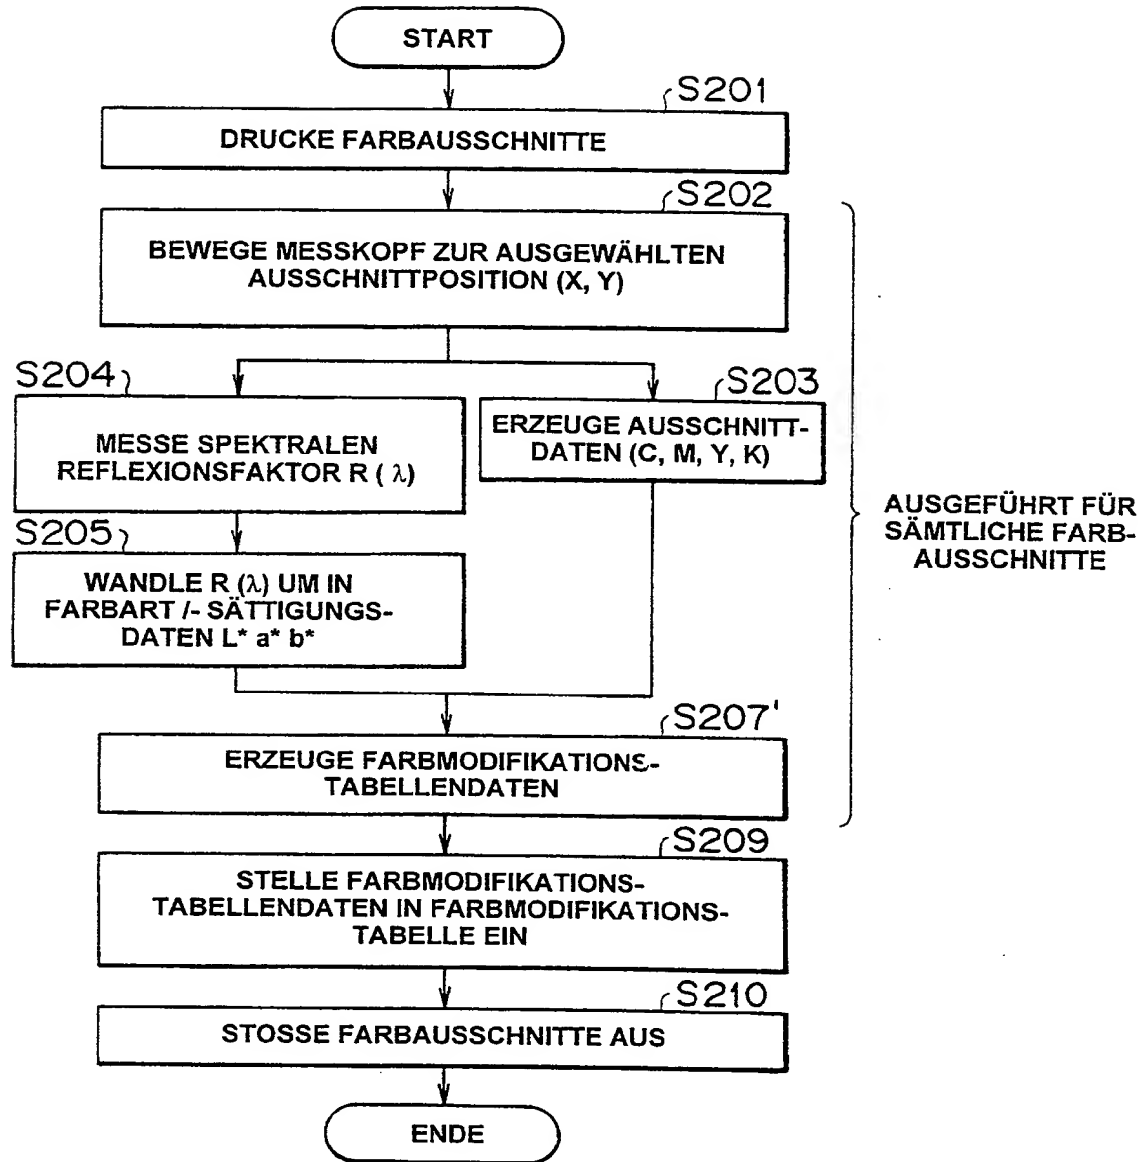 START
S201
DRUCKE FARBAUSSCHNITTE
S202
BEWEGE MESSKOPF ZUR AUSGEWÄHLTEN
AUSSCHNITTPOSITION (X, Y)
S204
MESSE SPEKTRALEN
REFLEXIONSFAKTOR R ( λ)
S203
ERZEUGE AUSSCHNITT-
DATEN (C, M, Y, K)
S205
WANDLE R (λ) UM IN
FARBART /- SÄTTIGUNGS-
DATEN L* a* b*
AUSGEFÜHRT FÜR
SÄMTLICHE FARB-
AUSSCHNITTE
S207'
ERZEUGE FARBMODIFIKATIONS-
TABELLENDATEN
S209
STELLE FARBMODIFIKATIONS-
TABELLENDATEN IN FARBMODIFIKATIONS-
TABELLE EIN
S210
STOSSE FARBAUSSCHNITTE AUS
ENDE